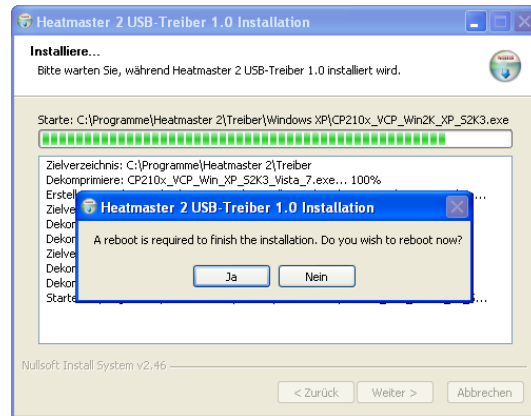 Heatmaster 2 USB-Treiber 1.0 Installation
Installiere...
Bitte warten Sie, während Heatmaster 2 USB-Treiber 1.0 installiert wird.
Starte: C:\Programme\Heatmaster 2\Treiber\Windows XP\CP210x_VCP_Win2K_XP_S2K3.exe
Zielverzeichnis: C:\Programme\Heatmaster 2\Treiber
Dekomprimiere: CP210x_VCP_Win_XP_S2K3_Vista_7.exe... 100%
Heatmaster 2 USB-Treiber 1.0 Installation
A reboot is required to finish the installation. Do you wish to reboot now?
Ja Nein
Nullsoft Install System v2.46
< Zurück Weiter > Abbrechen